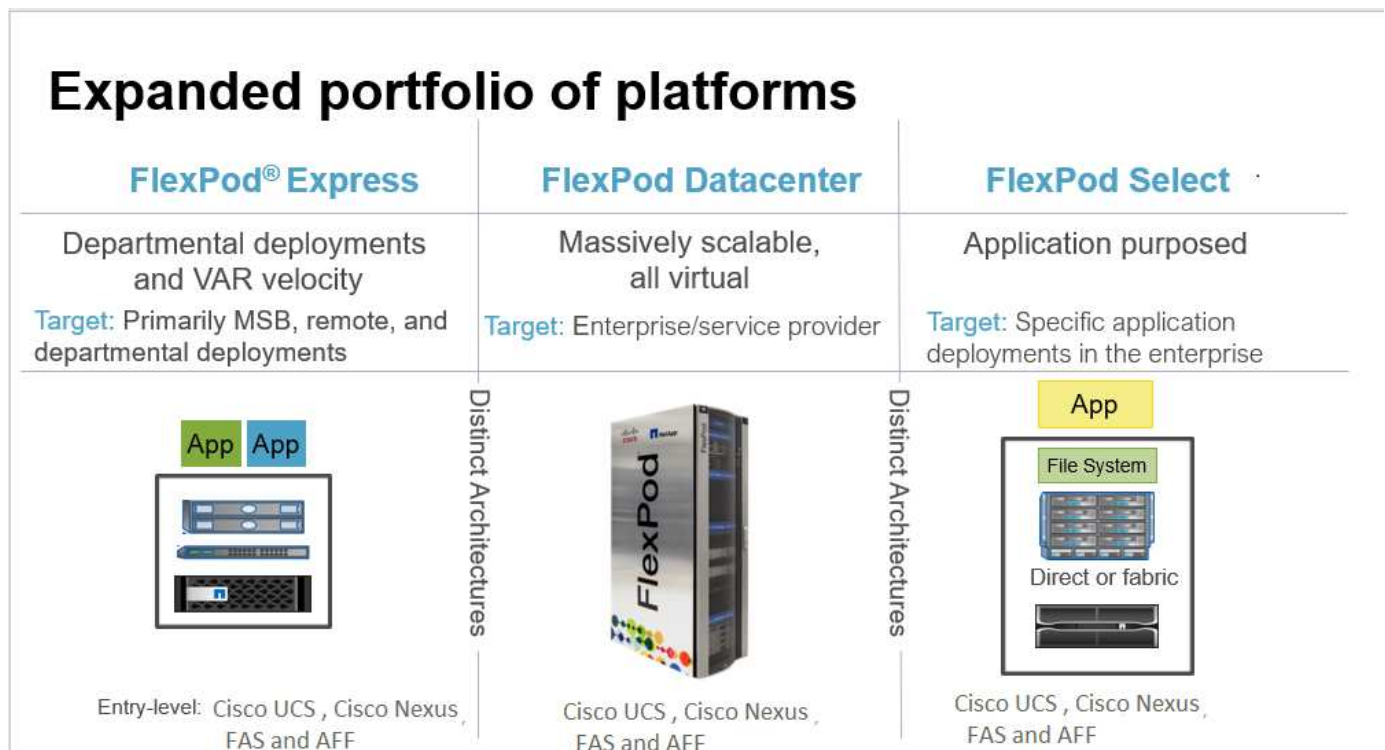 Expanded portfolio of platforms
FlexPod® Express
Departmental deployments
and VAR velocity
Target: Primarily MSB, remote, and
departmental deployments
App App
Entry-level: Cisco UCS , Cisco Nexus ,
FAS and AFF
Distinct Architectures
FlexPod Datacenter
Massively scalable,
all virtual
Target: Enterprise/service provider
CISCO
NetApp
FlexPod
FlexPod
Cisco UCS , Cisco Nexus ,
FAS and AFF
Distinct Architectures
FlexPod Select
Application purposed
Target: Specific application
deployments in the enterprise
App
File System
Direct or fabric
Cisco UCS , Cisco Nexus ,
FAS and AFF